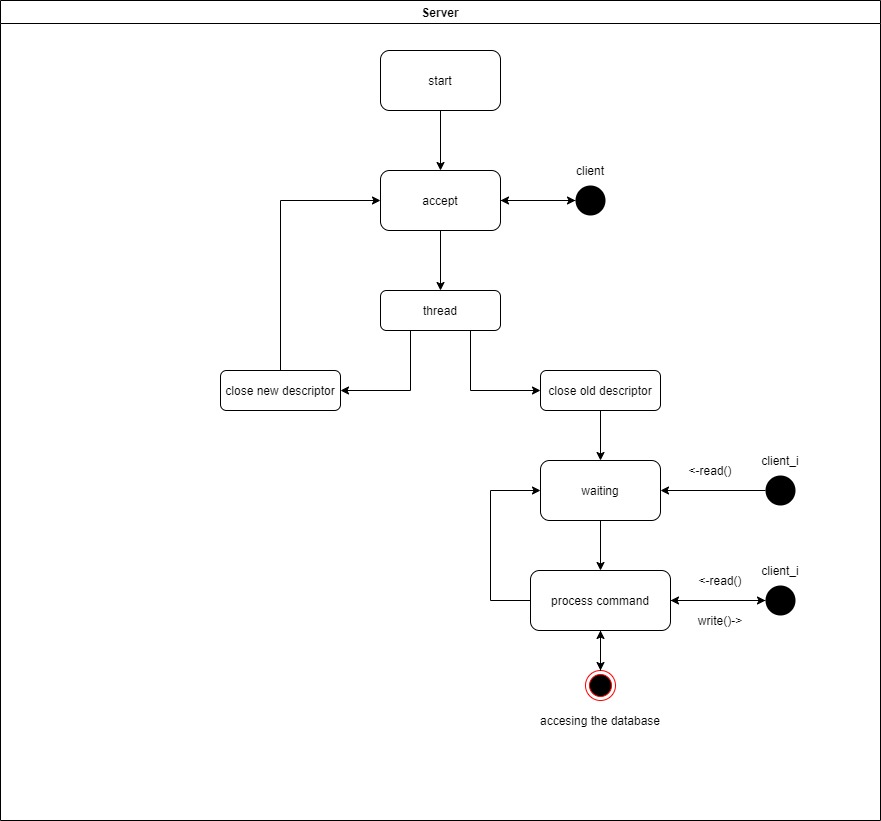 Server
start
client
accept
thread
close new descriptor
close old descriptor
client_i
<-read()
waiting
client_i
<-read()
process command
write()->
accesing the database